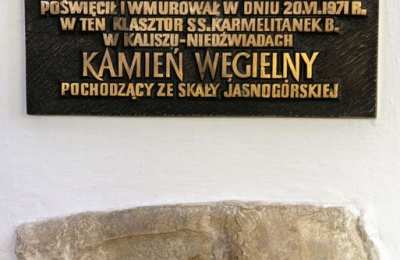 POŚWIĘCIŁ I WMUROWAŁ W DNIU 20.VI.1971 R.
W TEN KLASZTOR SS. KARMELITANEK B.
W KALISZU-NIEDŹWIADACH
KAMIEŃ WĘGIELNY
POCHODZĄCY ZE SKAŁY JASNOGÓRSKIEJ